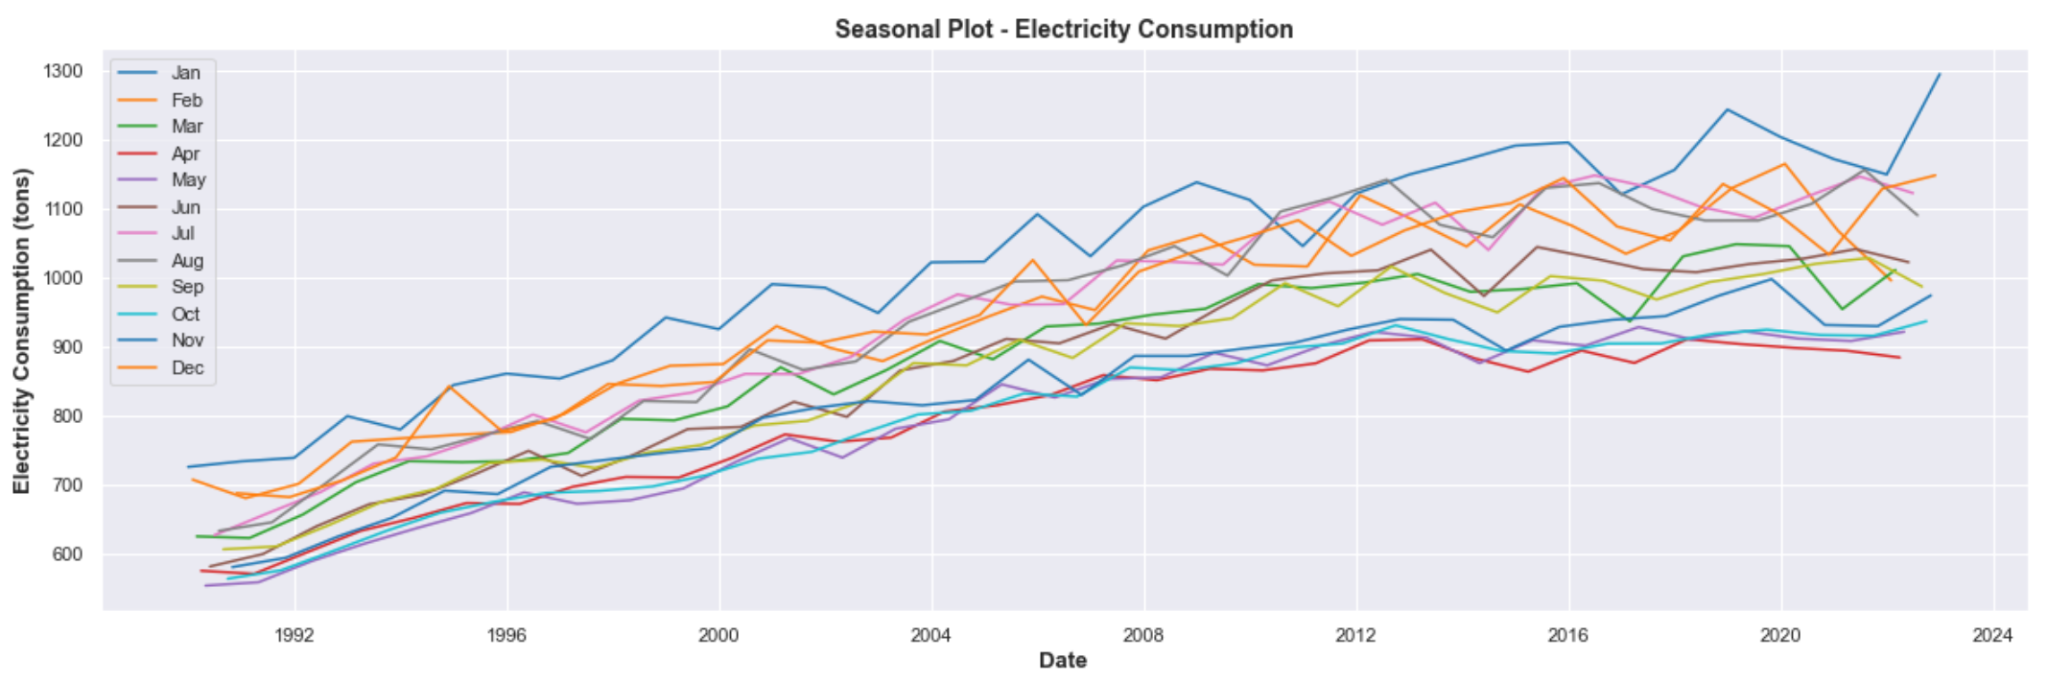 Seasonal Plot - Electricity Consumption
Electricity Consumption (tons)
1300
1200
1100
1000
900
800
700
600
Jan
Feb
Mar
Apr
May
Jun
Jul
Aug
Sep
Oct
Nov
Dec
1992 1996 2000 2004 2008 2012 2016 2020 2024
Date